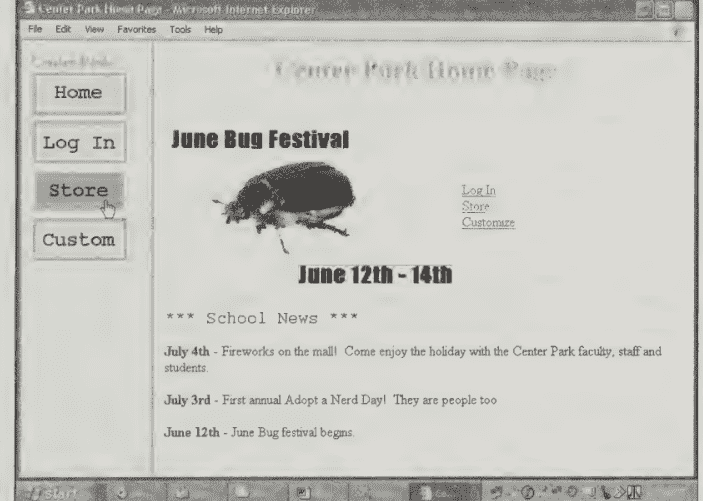 Center Park Home Page - Microsoft Internet Explorer
File Edit View Favorites Tools Help
Center Park
Center Park Home Page
Home
Log In
Store
Custom
June Bug Festival
Log In
Store
Customize
June 12th - 14th
*** School News ***
July 4th - Fireworks on the mall! Come enjoy the holiday with the Center Park faculty, staff and
students.
July 3rd - First annual Adopt a Nerd Day! They are people too
June 12th - June Bug festival begins.
start